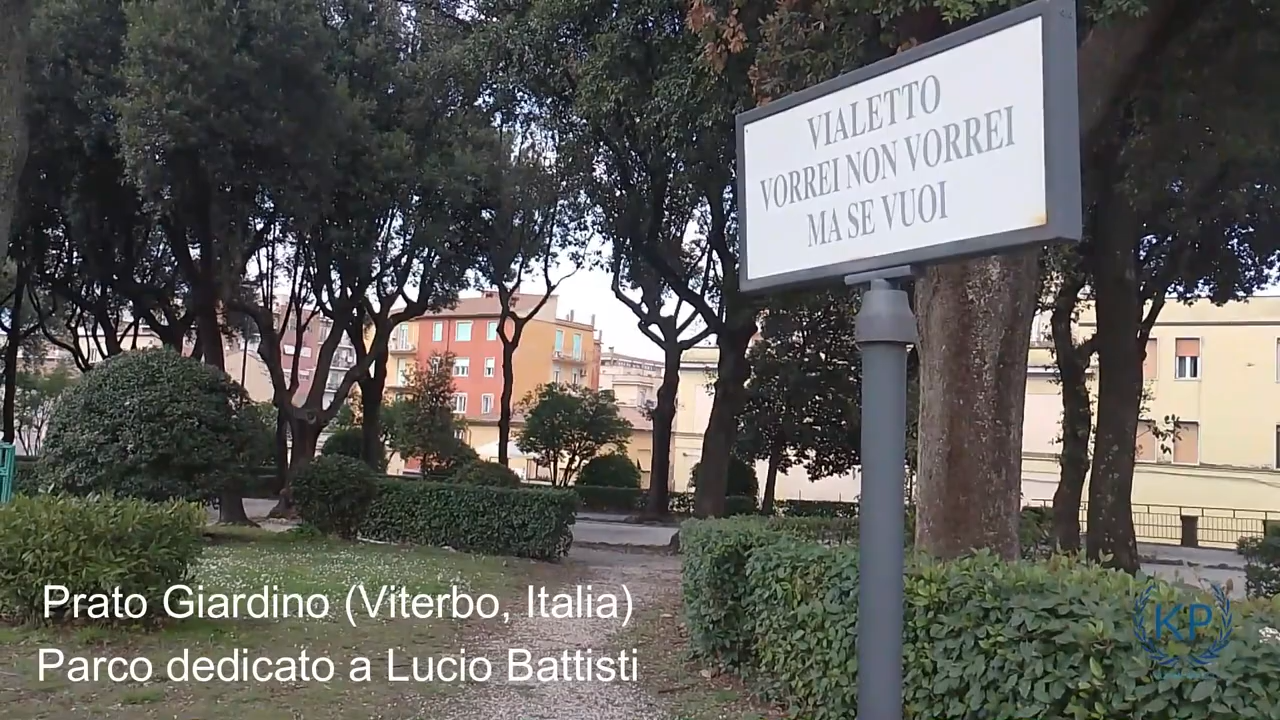 VIALETTO
VORREI NON VORREI
MA SE VUOI
Prato Giardino (Viterbo, Italia)
Parco dedicato a Lucio Battisti
KP